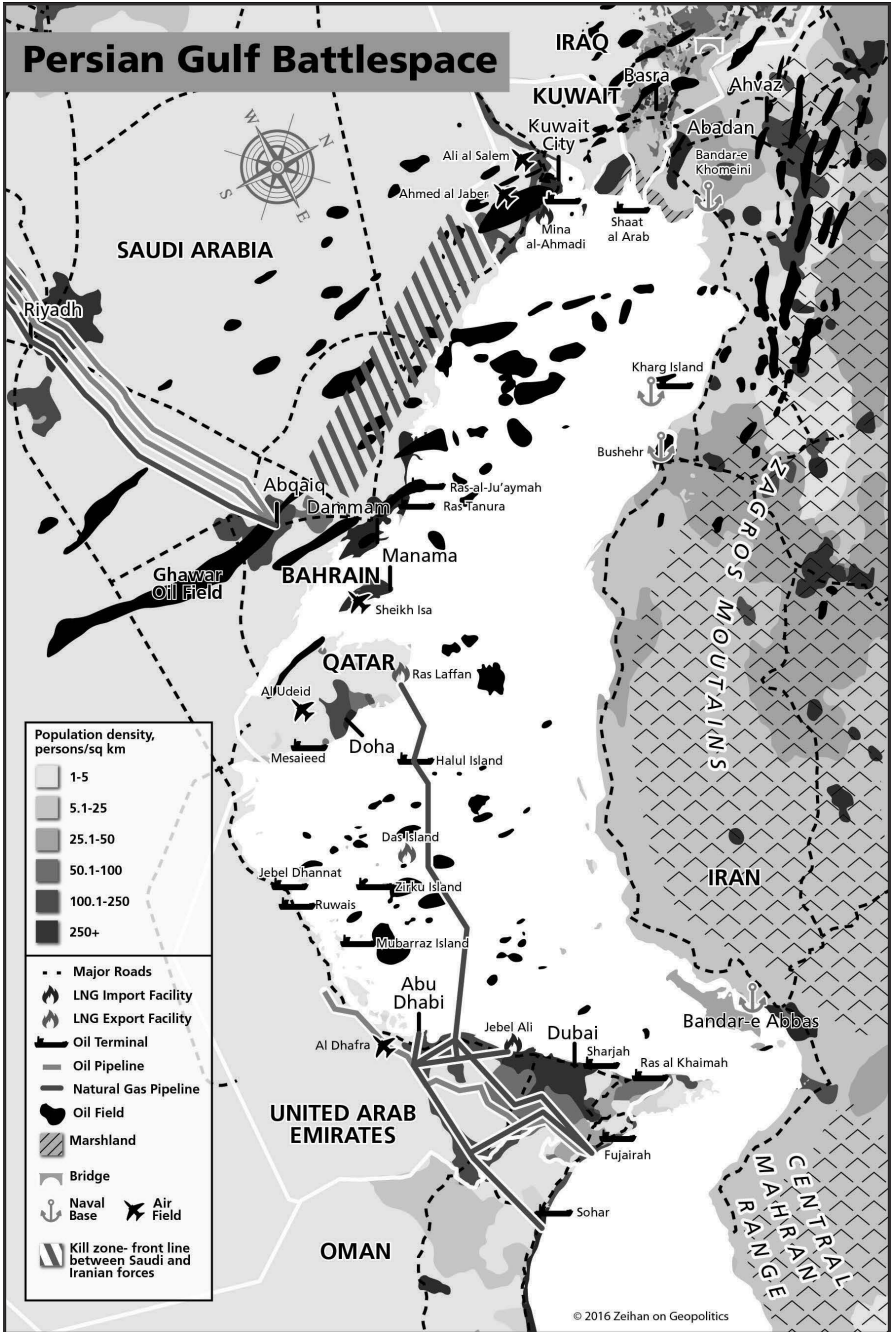 Persian Gulf Battlespace
IRAQ
Basra
Ahvaz
KUWAIT
Kuwait
City
Abadan
Bandar-e
Khomeini
Ali al Salem
Ahmed al Jaber
Mina
al-Ahmadi
Shaat
al Arab
W
N
S
E
SAUDI ARABIA
Riyadh
Kharg Island
Bushehr
Abqaiq
Dammam
Ras-al-Ju'aymah
Ras Tanura
Ghawar
Oil Field
BAHRAIN
Manama
Sheikh Isa
ZAGROS MOUTAINS
QATAR
Ras Laffan
Al Udeid
Doha
Mesaieed
Halul Island
Das Island
Jebel Dhannat
Zirku Island
Ruwais
Mubarraz Island
IRAN
Abu
Dhabi
Bandar-e Abbas
Jebel Ali
Dubai
Al Dhafra
Sharjah
Ras al Khaimah
UNITED ARAB
EMIRATES
Fujairah
Sohar
OMAN
CENTRAL
MAHRAN
RANGE
Population density,
persons/sq km
1-5
5.1-25
25.1-50
50.1-100
100.1-250
250+
Major Roads
LNG Import Facility
LNG Export Facility
Oil Terminal
Oil Pipeline
Natural Gas Pipeline
Oil Field
Marshland
Bridge
Naval
Base
Air
Field
Kill zone- front line
between Saudi and
Iranian forces
© 2016 Zeihan on Geopolitics